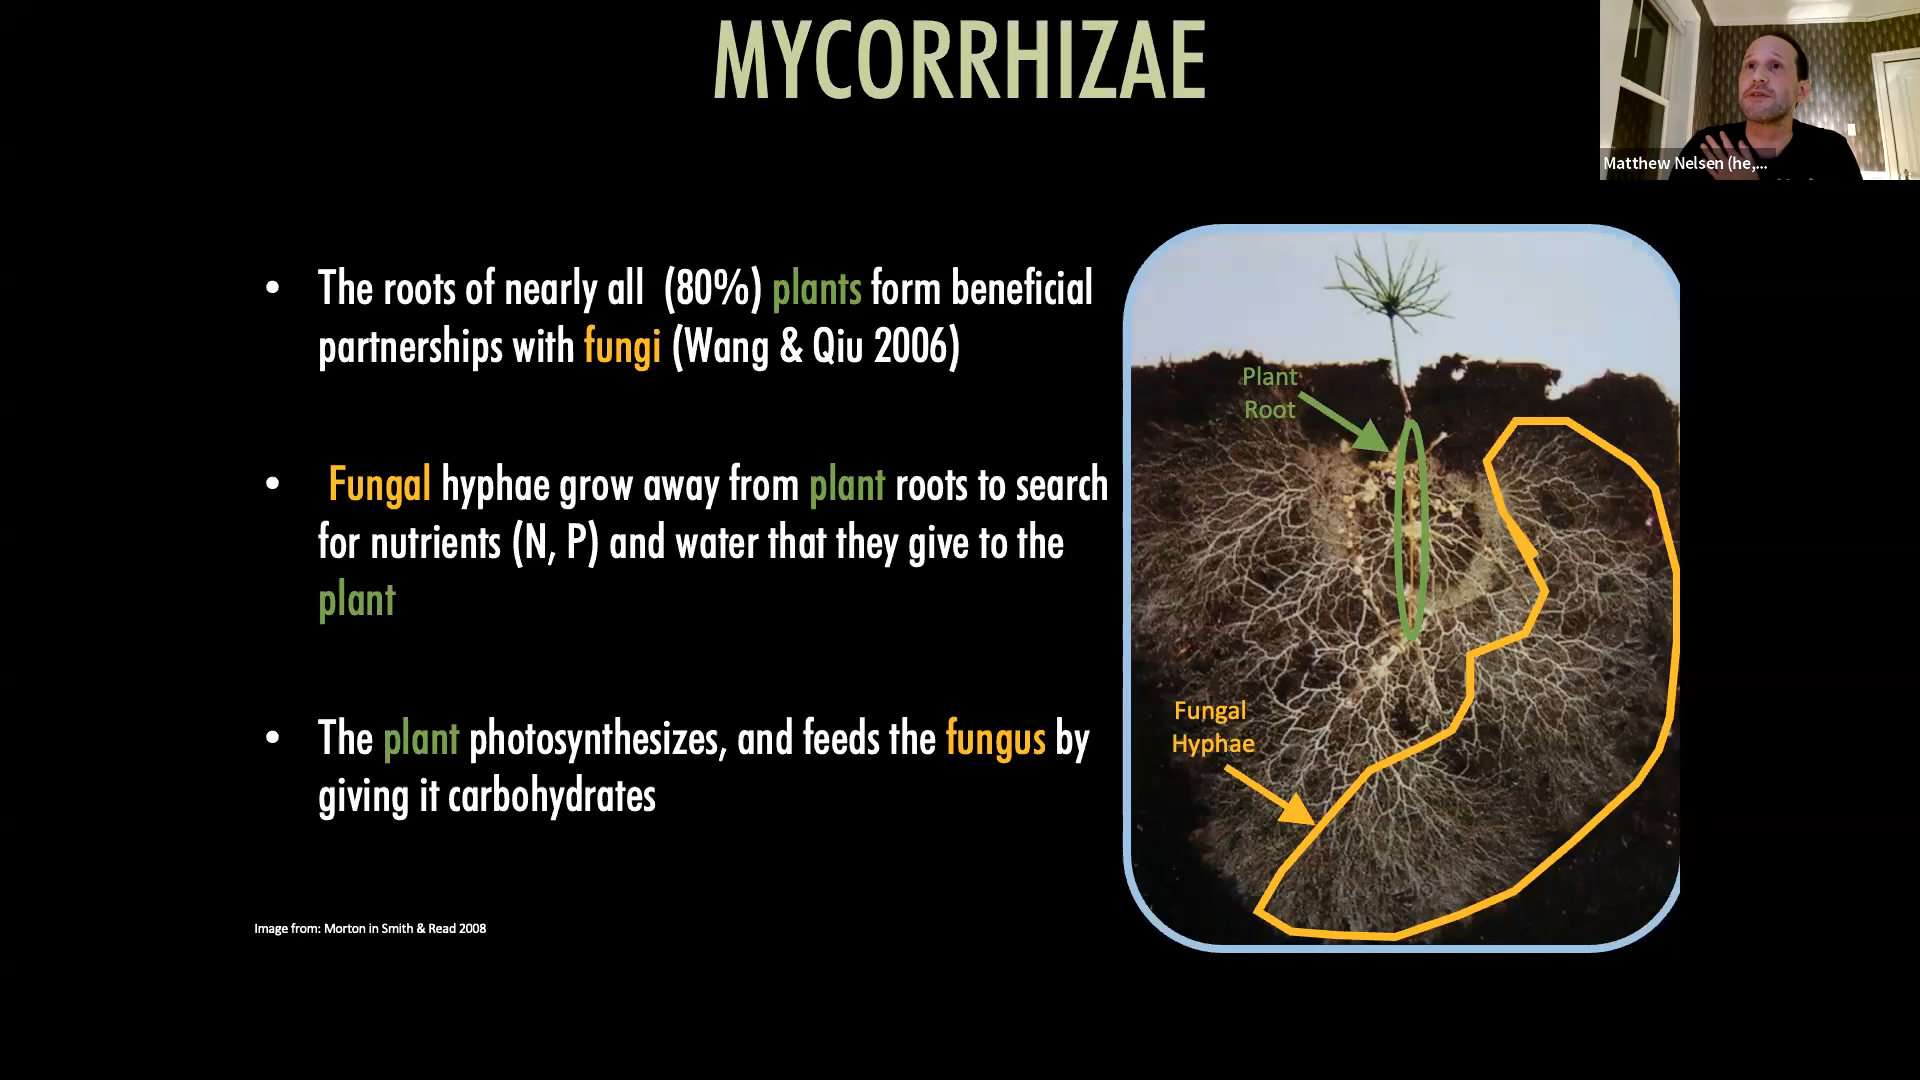 MYCORRHIZAE
Matthew Nelsen (he,...
• The roots of nearly all (80%) plants form beneficial
partnerships with fungi (Wang & Qiu 2006)
• Fungal hyphae grow away from plant roots to search
for nutrients (N, P) and water that they give to the
plant
• The plant photosynthesizes, and feeds the fungus by
giving it carbohydrates
Plant
Root
Fungal
Hyphae
Image from: Morton in Smith & Read 2008